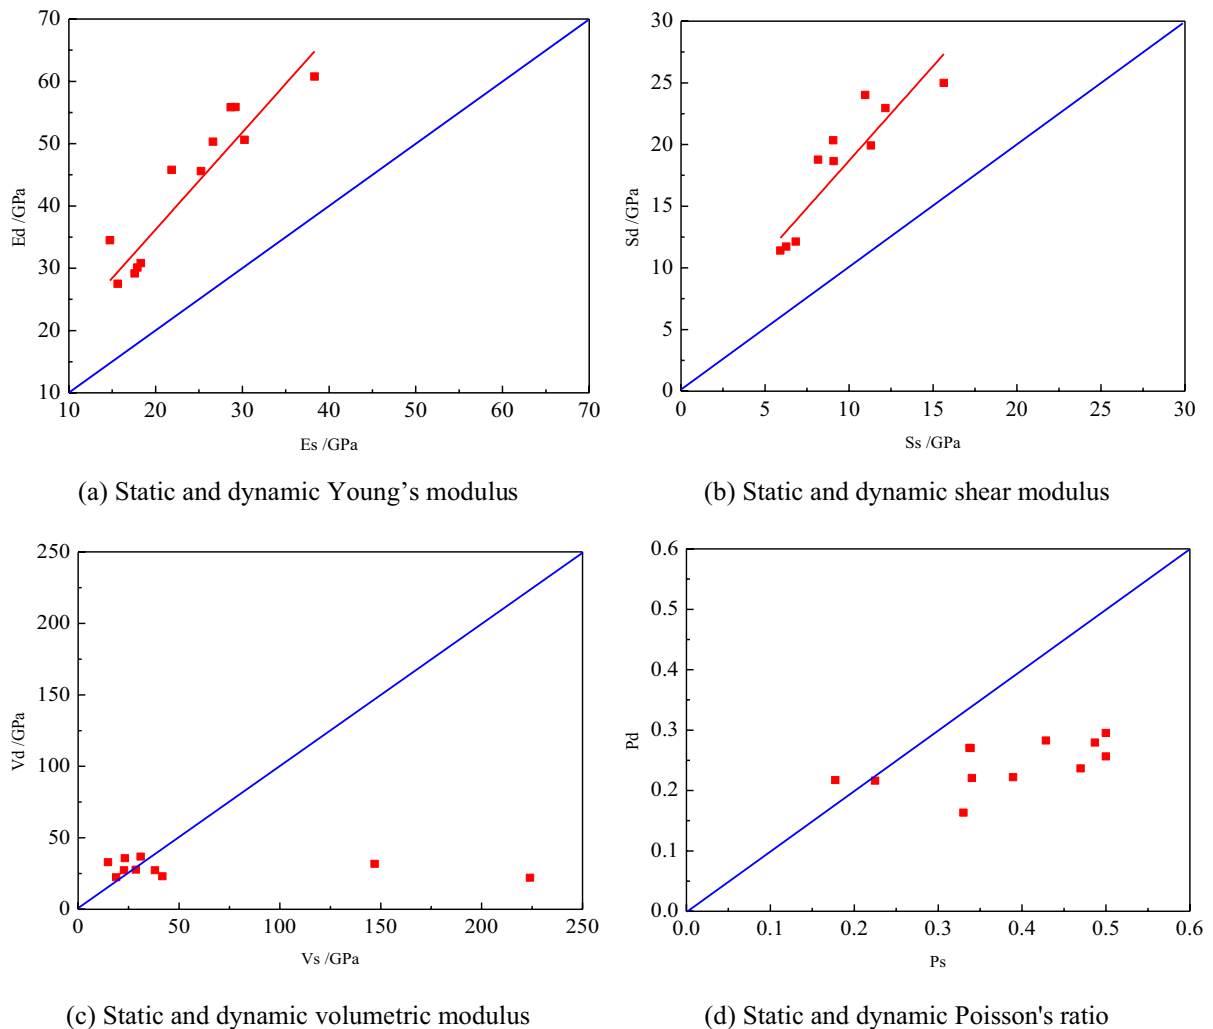 70
60
50
40
30
20
10
Ed /GPa
10 20 30 40 50 60 70
Es /GPa
(a) Static and dynamic Young’s modulus
30
25
20
15
10
5
0
Sd /GPa
0 5 10 15 20 25 30
Ss /GPa
(b) Static and dynamic shear modulus
250
200
150
100
50
0
Vd /GPa
0 50 100 150 200 250
Vs /GPa
(c) Static and dynamic volumetric modulus
0.6
0.5
0.4
0.3
0.2
0.1
0.0
Pd
0.0 0.1 0.2 0.3 0.4 0.5 0.6
Ps
(d) Static and dynamic Poisson's ratio